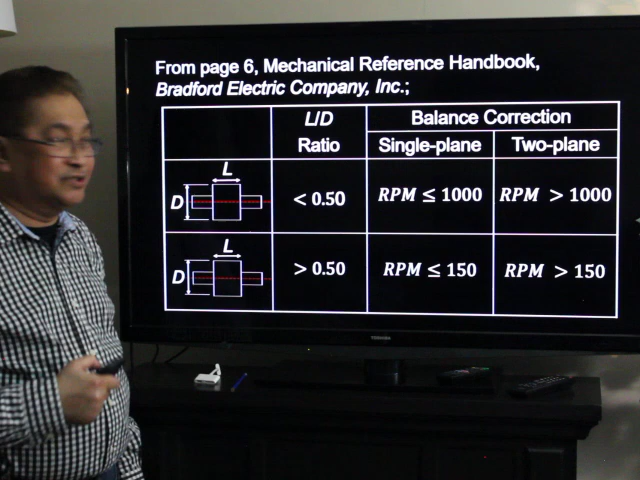 From page 6, Mechanical Reference Handbook,
Bradford Electric Company, Inc.;
L/D
Ratio
Balance Correction
Single-plane
Two-plane
L
D
< 0.50
RPM ≤ 1000
RPM > 1000
L
D
> 0.50
RPM ≤ 150
RPM > 150
TOSHIBA